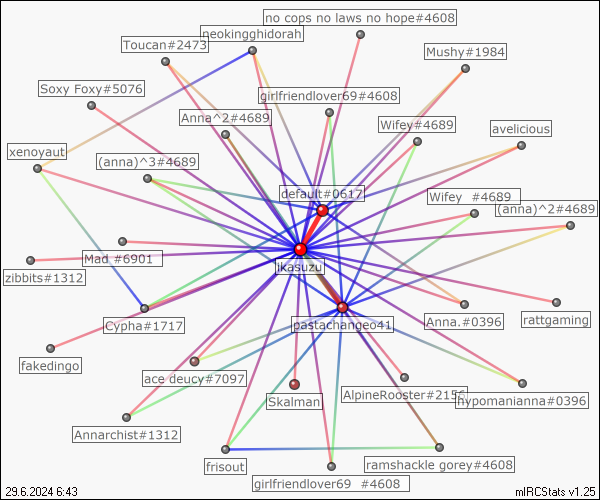 no cops no laws no hope#4608
neokingghidorah
Toucan#2473
Mushy#1984
Soxy Foxy#5076
girlfriendlover69#4608
Anna^2#4689
Wifey#4689
avelicious
xenoyaut
(anna)^3#4689
default#0617
Wifey #4689
(anna)^2#4689
Mad #6901
ikasuzu
zibbits#1312
Cypha#1717
pastachangeo41
Anna.#0396
rattgaming
fakedingo
ace deucy#7097
Skalman
AlpineRooster#2156
hypomanianna#0396
Annarchist#1312
frisout
ramshackle gorey#4608
girlfriendlover69 #4608
29.6.2024 6:43
mIRCStats v1.25